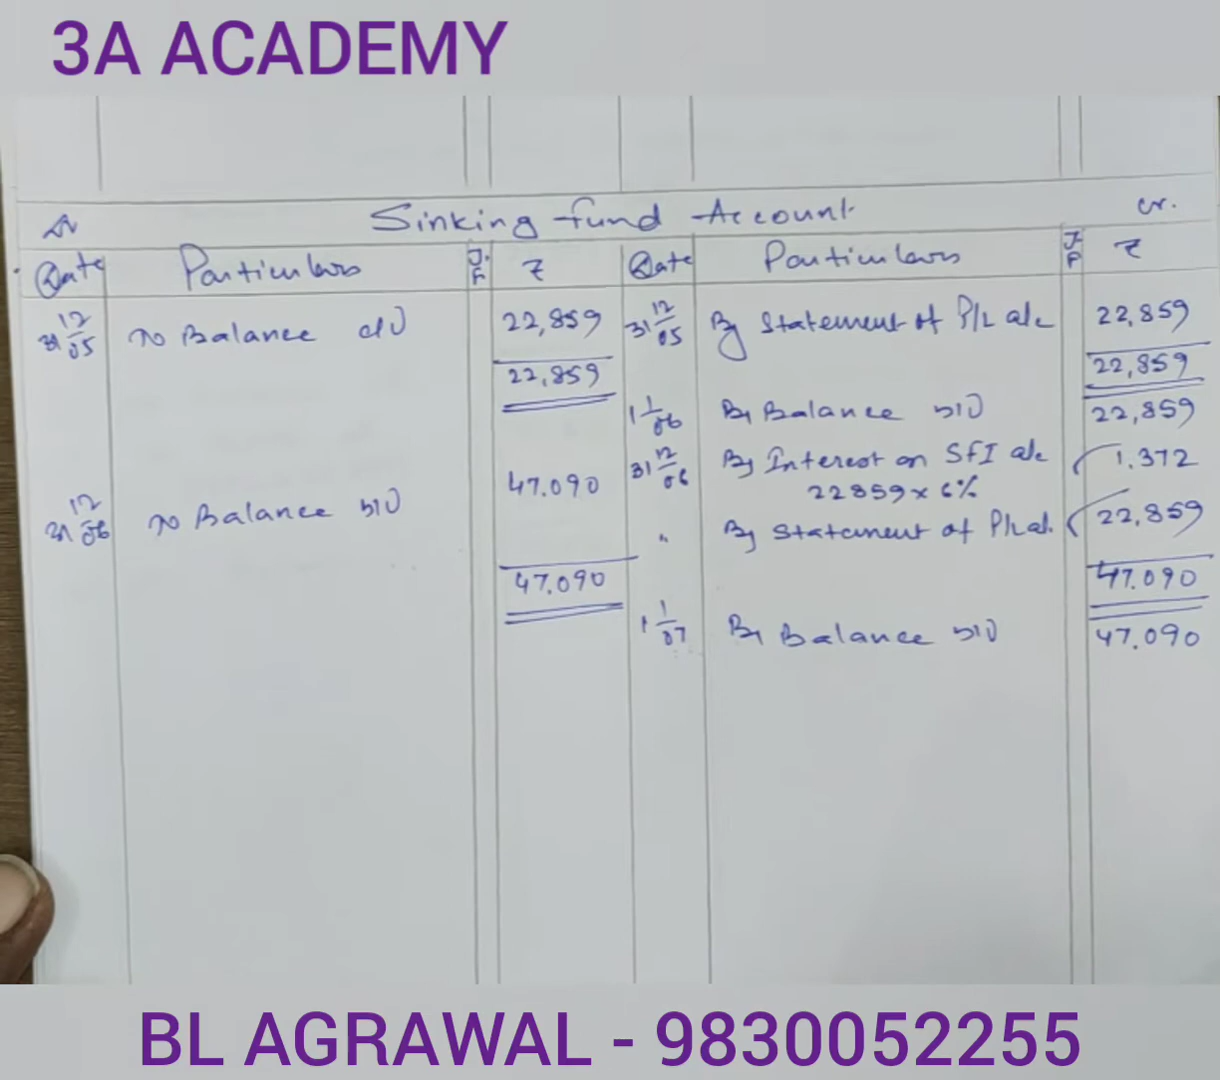 3A ACADEMY
Dr Sinking fund Account cr.
Date Particulars J.F ₹ Date Particulars J.F ₹
31 12/05 To Balance c/d 22,859 31 12/05 By Statement of P/L a/c 22,859
22,859 22,859
1 1/06 By Balance b/d 22,859
31 12/06 By Interest on SFI a/c 1.372
22859 x 6%
31 12/06 To Balance b/d 47.090 " By Statement of P/L a/c. 22,859
47.090 47.090
1 1/07 By Balance b/d 47.090
BL AGRAWAL - 9830052255